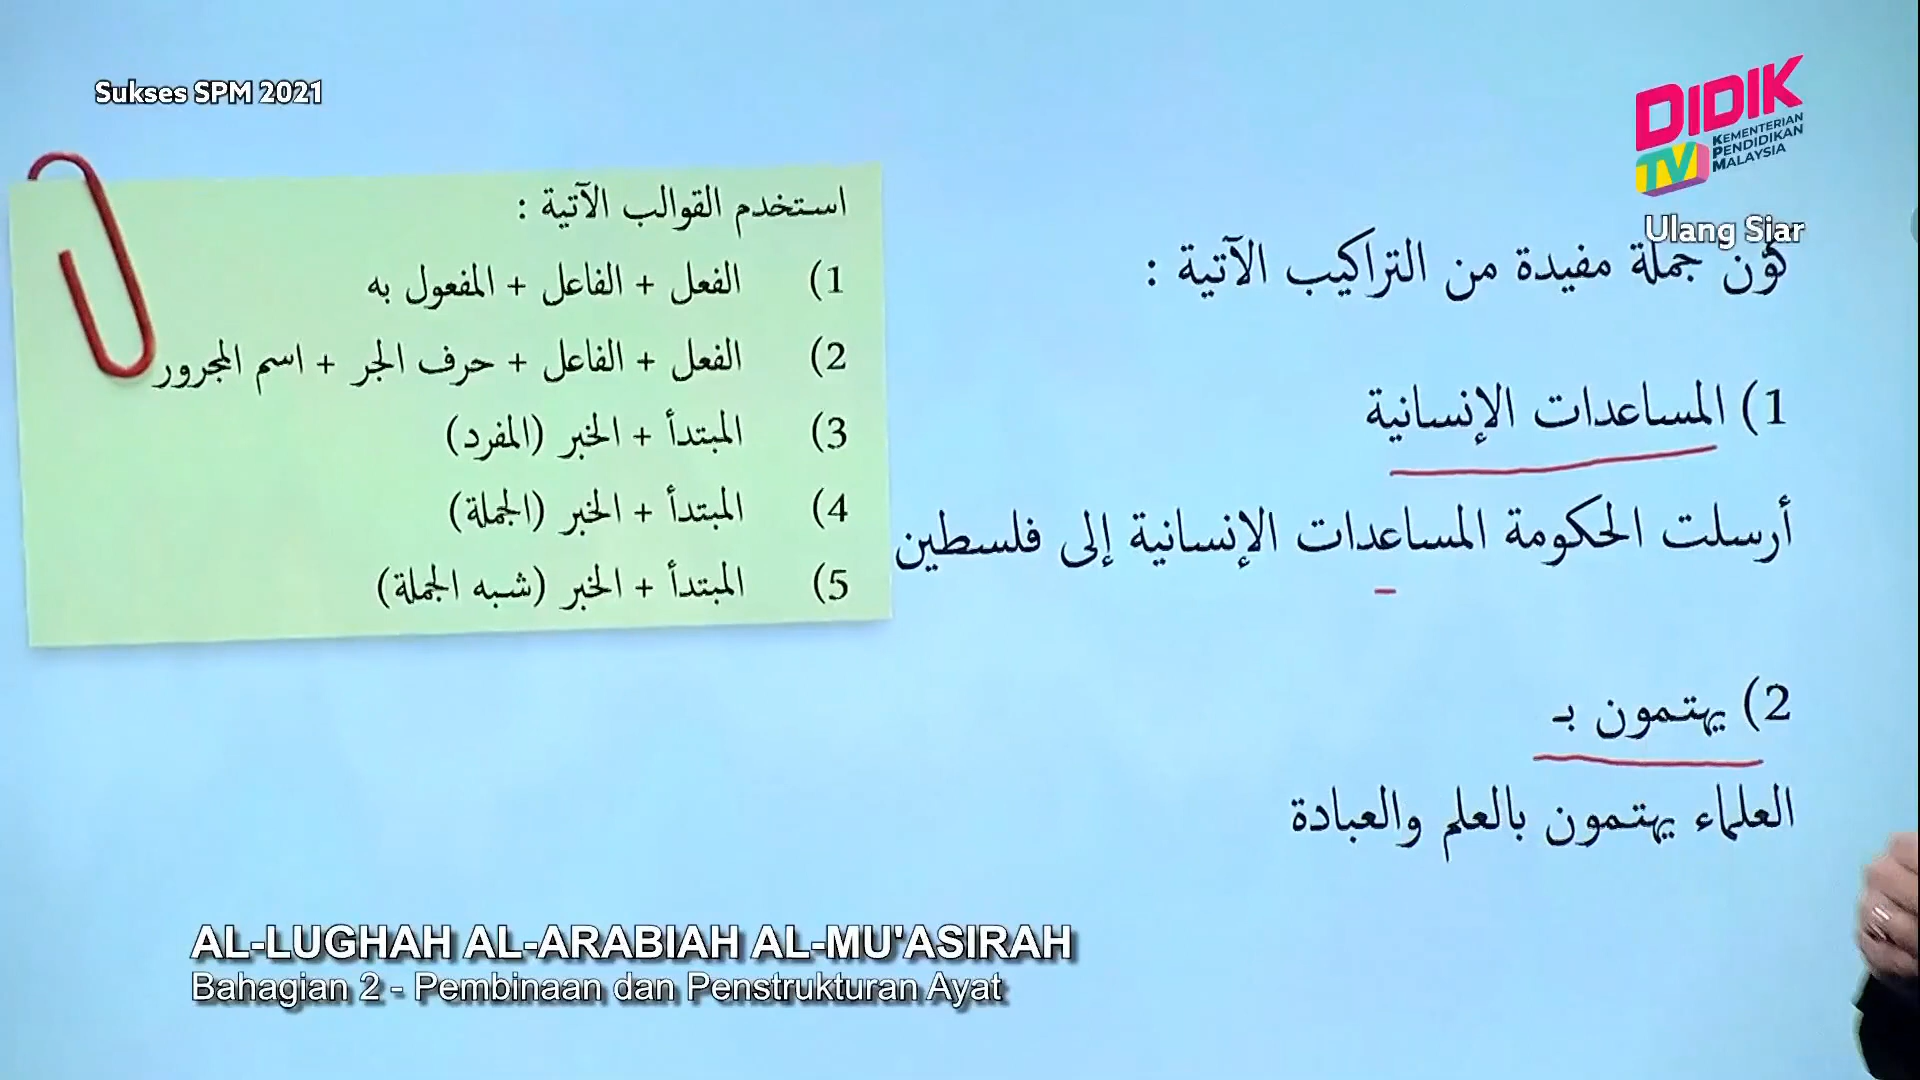 Sukses SPM 2021
DIDIK
TV
KEMENTERIAN
PENDIDIKAN
MALAYSIA
Ulang Siar
كوّن جملة مفيدة من التراكيب الآتية :
1) المساعدات الإنسانية
أرسلت الحكومة المساعدات الإنسانية إلى فلسطين
2) يهتمون بـ
العلماء يهتمون بالعلم والعبادة
استخدم القوالب الآتية :
1) الفعل + الفاعل + المفعول به
2) الفعل + الفاعل + حرف الجر + اسم المجرور
3) المبتدأ + الخبر (المفرد)
4) المبتدأ + الخبر (الجملة)
5) المبتدأ + الخبر (شبه الجملة)
AL-LUGHAH AL-ARABIAH AL-MU'ASIRAH
Bahagian 2 - Pembinaan dan Penstrukturan Ayat